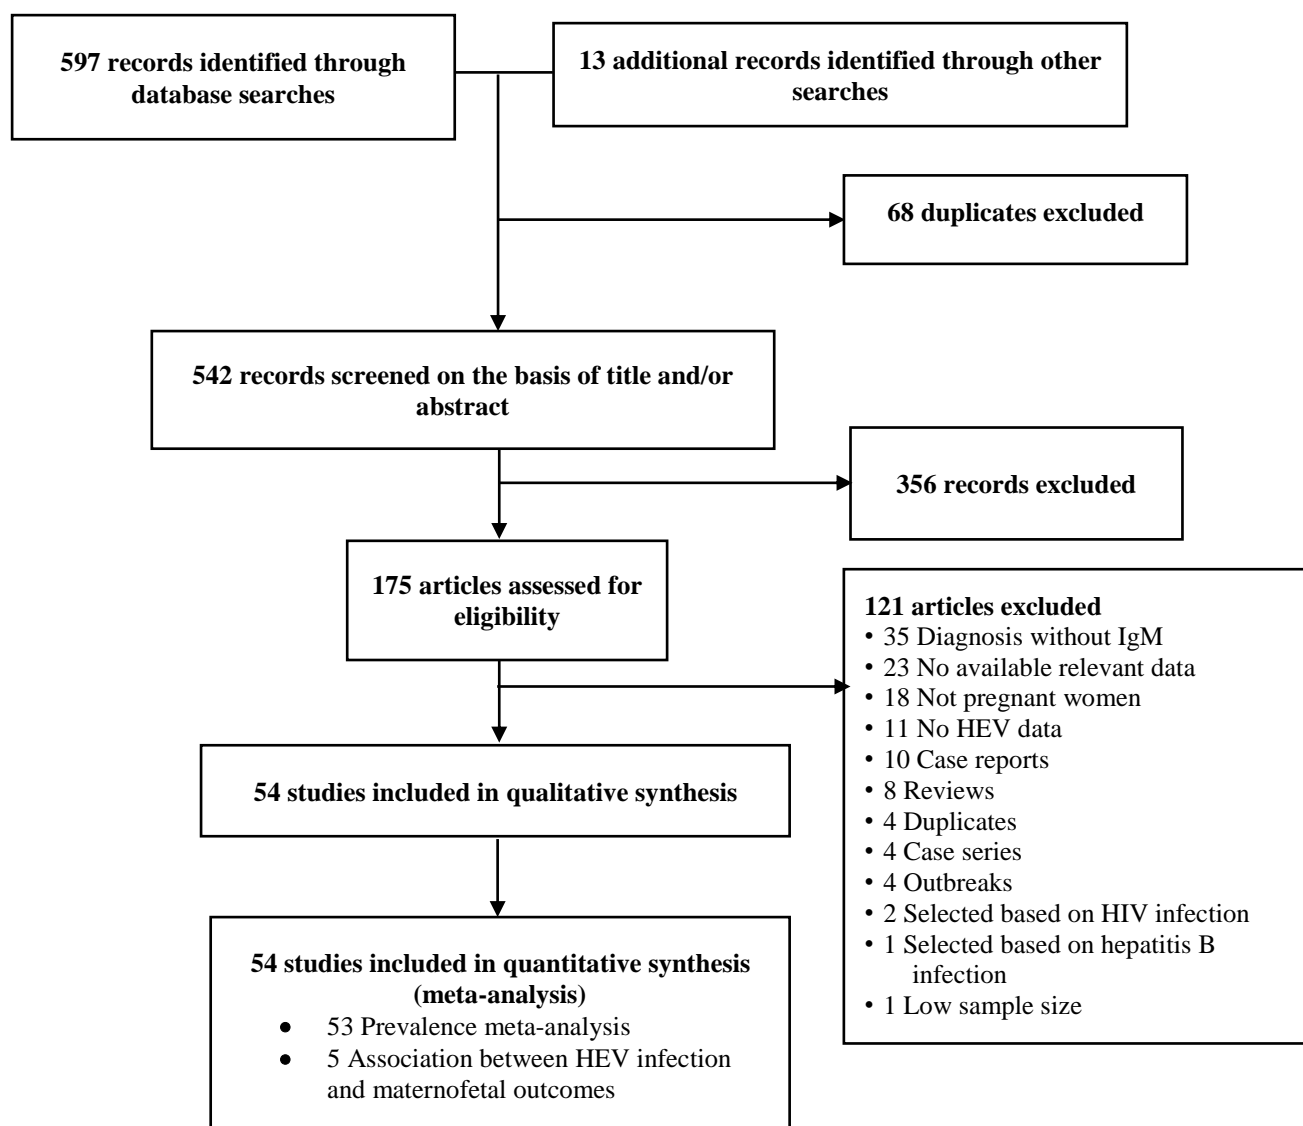 597 records identified through
database searches
13 additional records identified through other
searches
68 duplicates excluded
542 records screened on the basis of title and/or
abstract
356 records excluded
175 articles assessed for
eligibility
121 articles excluded
• 35 Diagnosis without IgM
• 23 No available relevant data
• 18 Not pregnant women
• 11 No HEV data
• 10 Case reports
• 8 Reviews
• 4 Duplicates
• 4 Case series
• 4 Outbreaks
• 2 Selected based on HIV infection
• 1 Selected based on hepatitis B
infection
• 1 Low sample size
54 studies included in qualitative synthesis
54 studies included in quantitative synthesis
(meta-analysis)
● 53 Prevalence meta-analysis
● 5 Association between HEV infection
and maternofetal outcomes